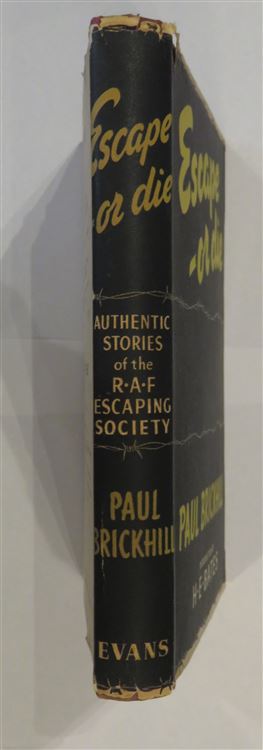 Escape
-or die
AUTHENTIC
STORIES
of the
R·A·F
ESCAPING
SOCIETY
PAUL
BRICKHILL
EVANS
Escape
-or die
PAUL BRICKHILL
H·E·BATES